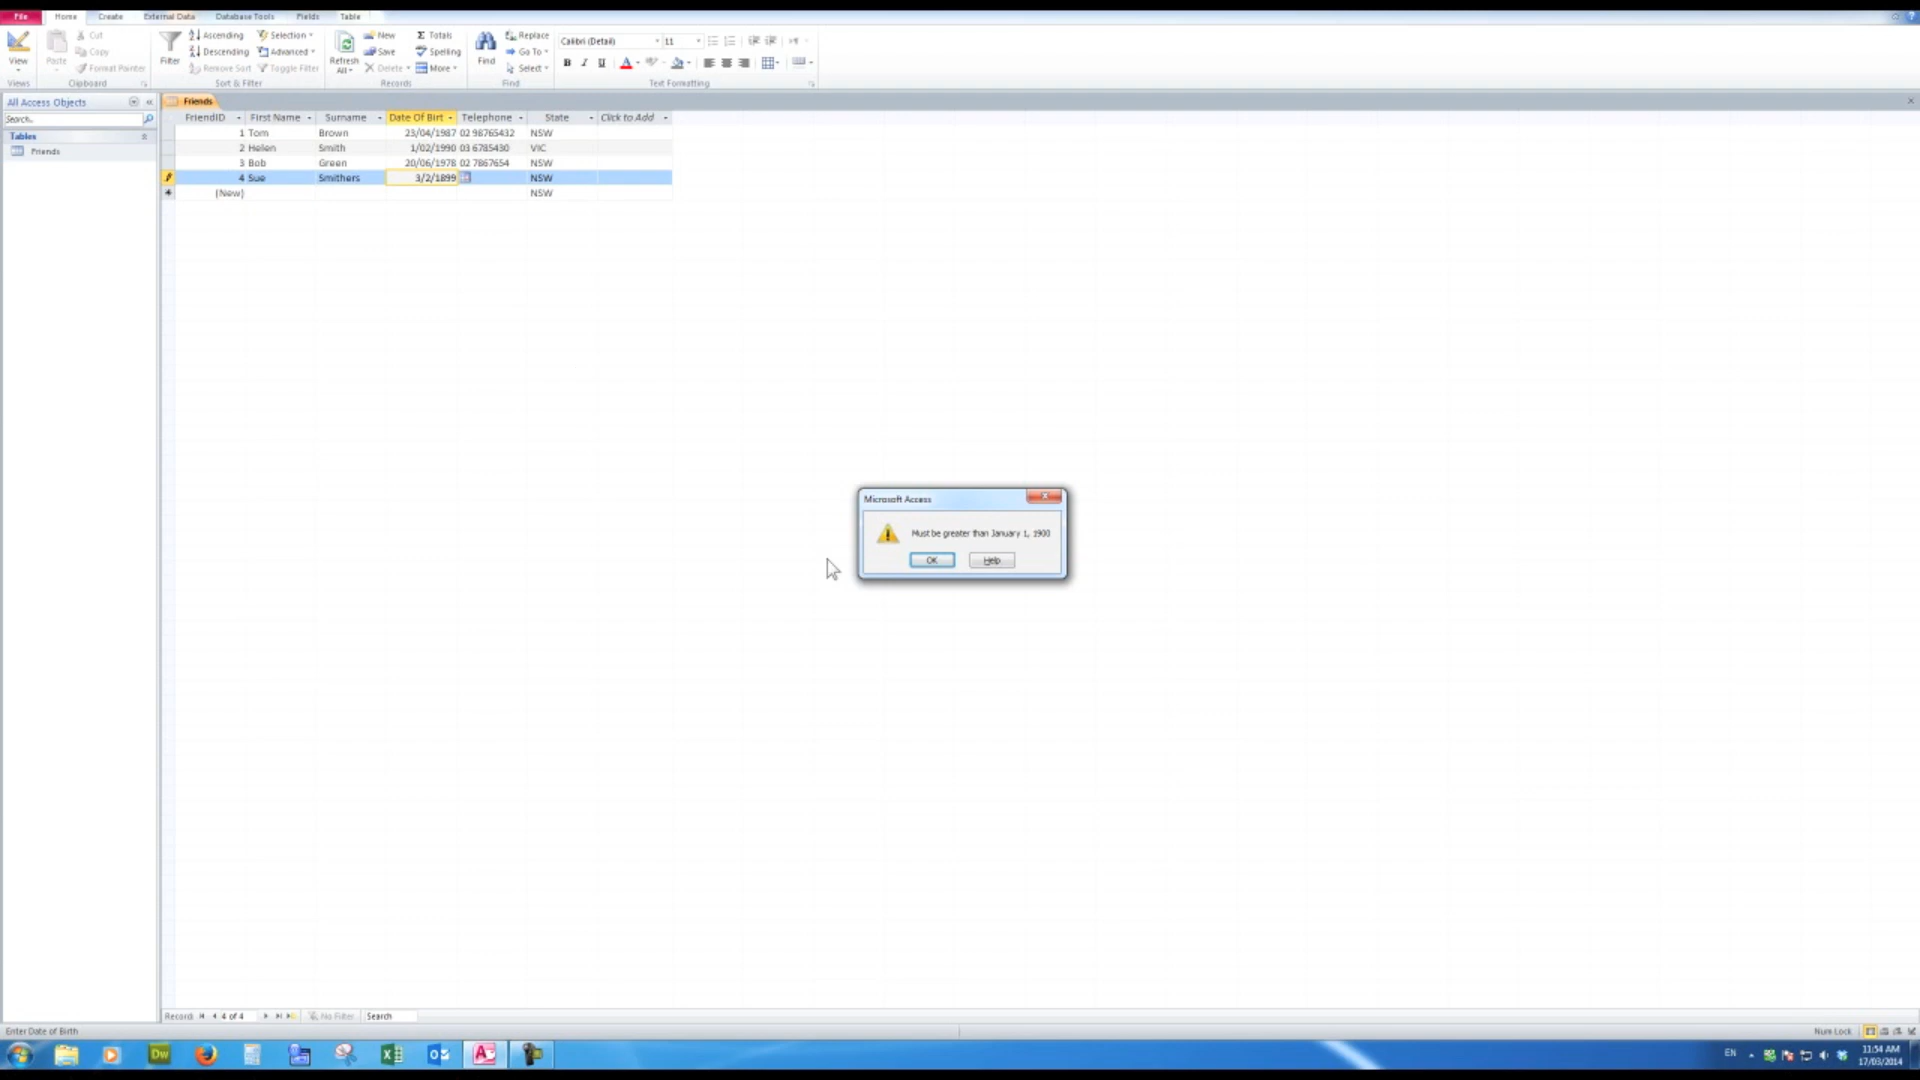 File Home Create External Data Database Tools Fields Table
View
Views
Paste
Cut
Copy
Format Painter
Clipboard
Filter
Ascending
Descending
Remove Sort
Selection
Advanced
Toggle Filter
Sort & Filter
Refresh
All
New
Save
Delete
Totals
Spelling
More
Records
Find
Replace
Go To
Select
Find
Calibri (Detail) 11
B I U A
Text Formatting
All Access Objects
Search..
Tables
Friends
Friends
FriendID First Name Surname Date Of Birt Telephone State Click to Add
1 Tom Brown 23/04/1987 02 98765432 NSW
2 Helen Smith 1/02/1990 03 6785430 VIC
3 Bob Green 20/06/1978 02 7867654 NSW
4 Sue Smithers 3/2/1899 NSW
(New) NSW
Microsoft Access
Must be greater than January 1, 1900
OK Help
Record: 4 of 4 No Filter Search
Enter Date of Birth
Num Lock
Dw
EN
11:54 AM
17/03/2014